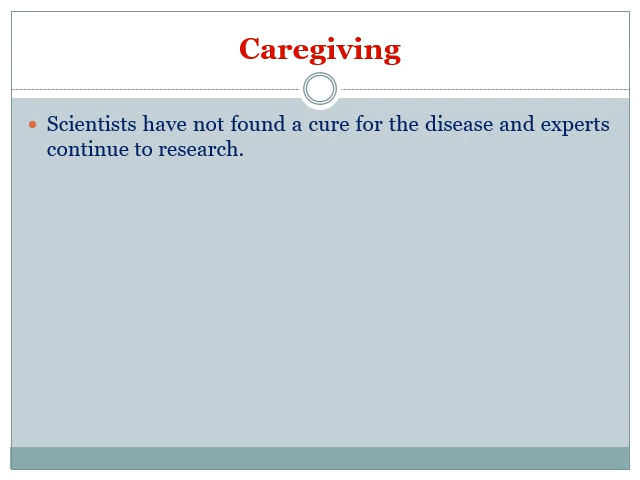 Caregiving
• Scientists have not found a cure for the disease and experts
continue to research.